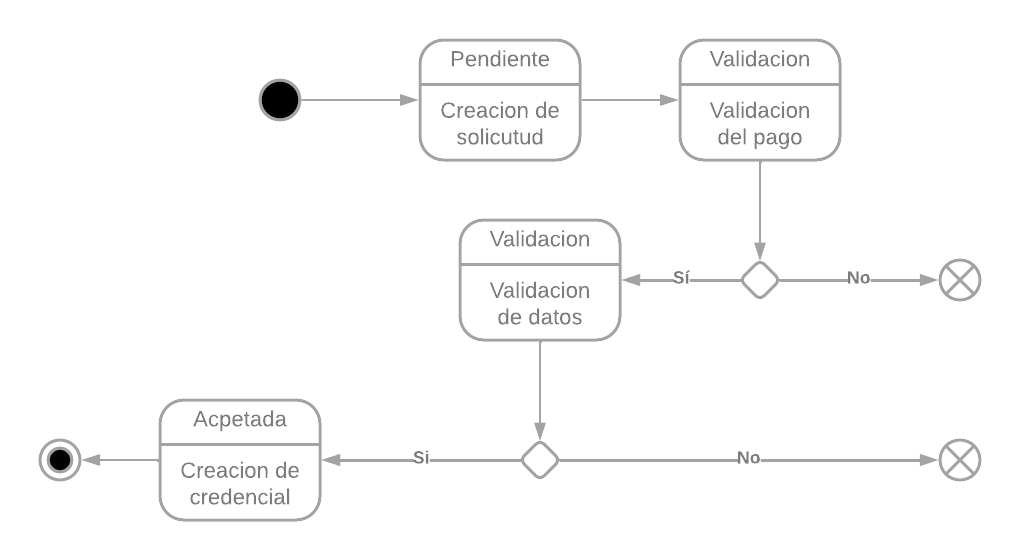 Pendiente
Creacion de
solicutud
Validacion
Validacion
del pago
Sí
No
Validacion
Validacion
de datos
Si
No
Acpetada
Creacion de
credencial